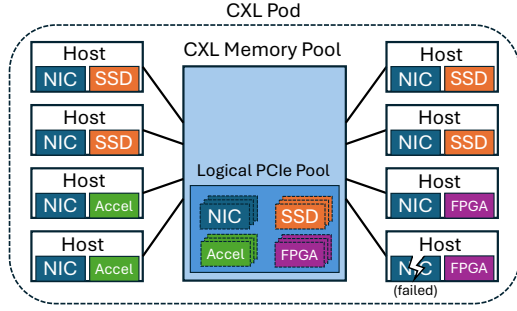 CXL Pod
CXL Memory Pool
Host
NIC SSD
Host
NIC SSD
Host
NIC Accel
Host
NIC Accel
Logical PCIe Pool
NIC SSD
Accel FPGA
Host
NIC SSD
Host
NIC SSD
Host
NIC FPGA
Host
NIC FPGA
(failed)